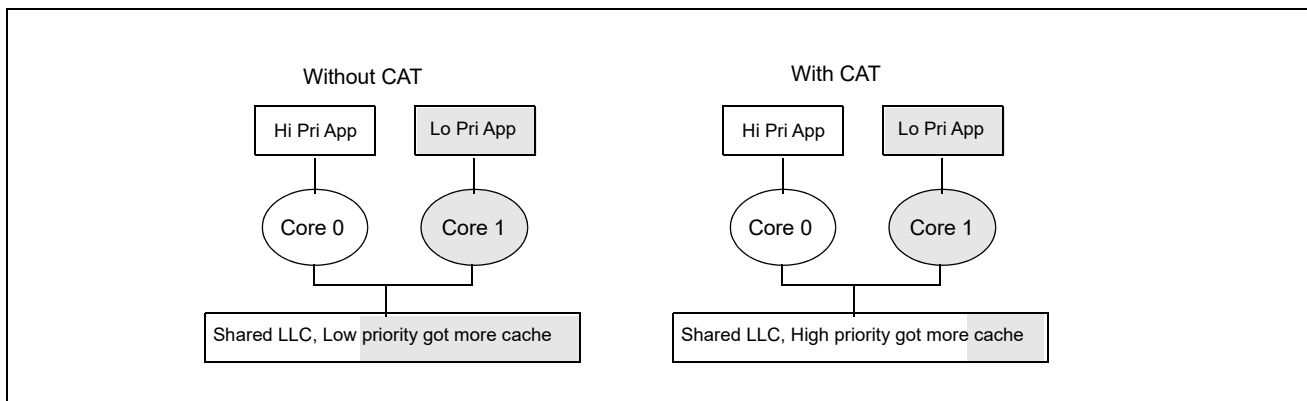 Without CAT
Hi Pri App
Lo Pri App
Core 0
Core 1
Shared LLC, Low priority got more cache
With CAT
Hi Pri App
Lo Pri App
Core 0
Core 1
Shared LLC, High priority got more cache